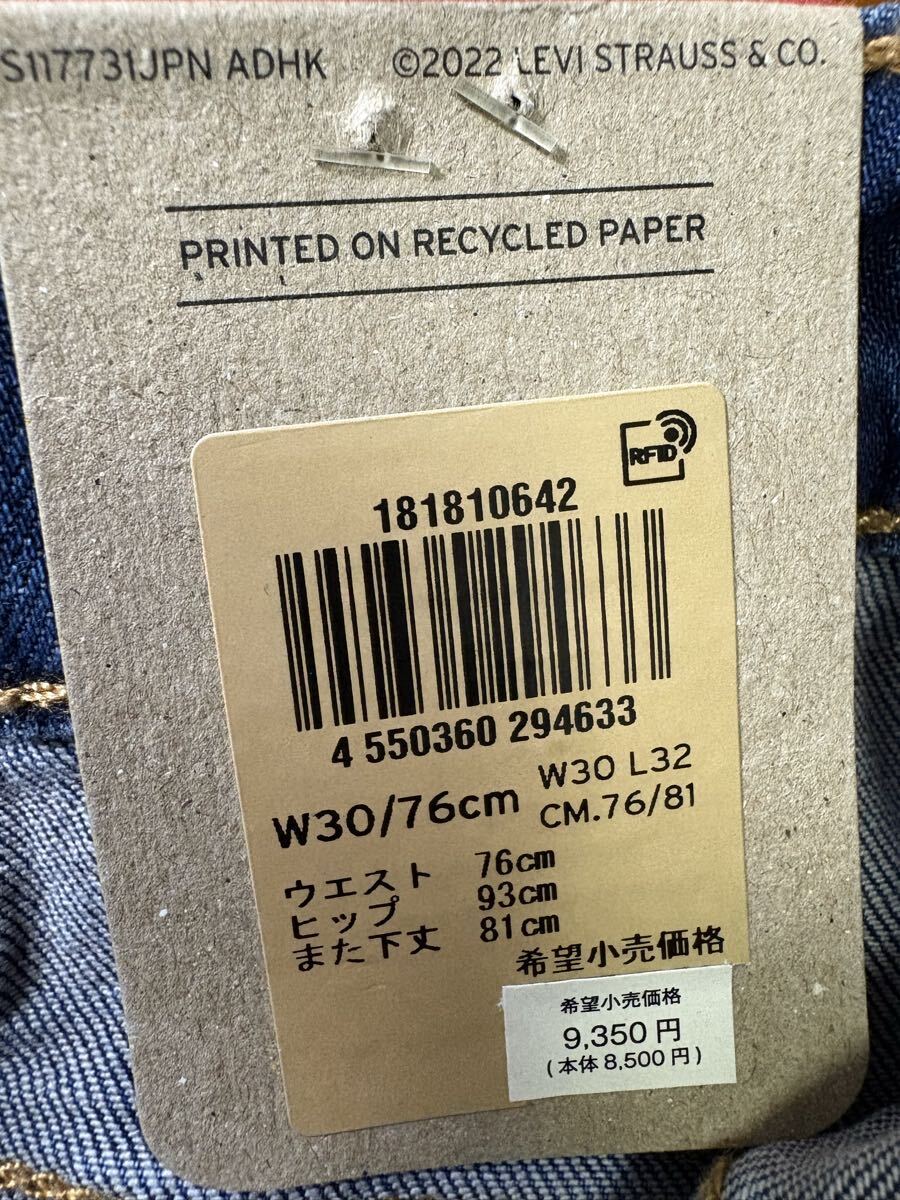 S117731JPN ADHK ©2022 LEVI STRAUSS & CO.
PRINTED ON RECYCLED PAPER
RFID
181810642
4 550360 294633
W30/76cm
W30 L32
CM.76/81
ウエスト 76cm
ヒップ 93cm
また下丈 81cm
希望小売価格
希望小売価格
9,350円
(本体8,500円)